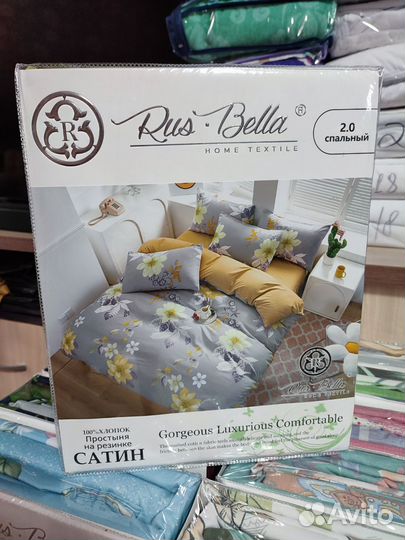 R
Rus·Bella®
HOME TEXTILE
2.0
спальный
R
Rus·Bella
HOME TEXTILE
100%ХЛОПОК
Простыня
на резинке
САТИН
Gorgeous Luxurious Comfortable
Avito